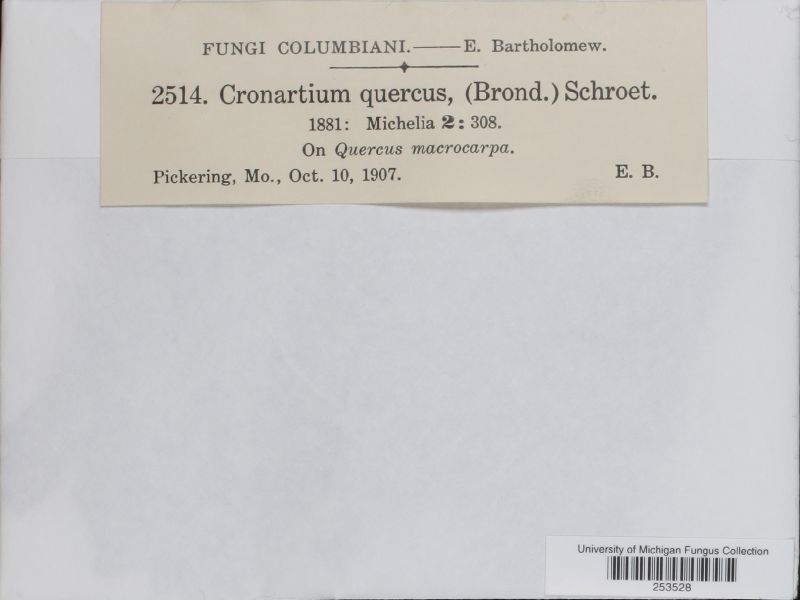 FUNGI COLUMBIANI.——E. Bartholomew.
2514. Cronartium quercus, (Brond.) Schroet.
1881: Michelia 2: 308.
On Quercus macrocarpa.
Pickering, Mo., Oct. 10, 1907. E. B.
University of Michigan Fungus Collection
253528